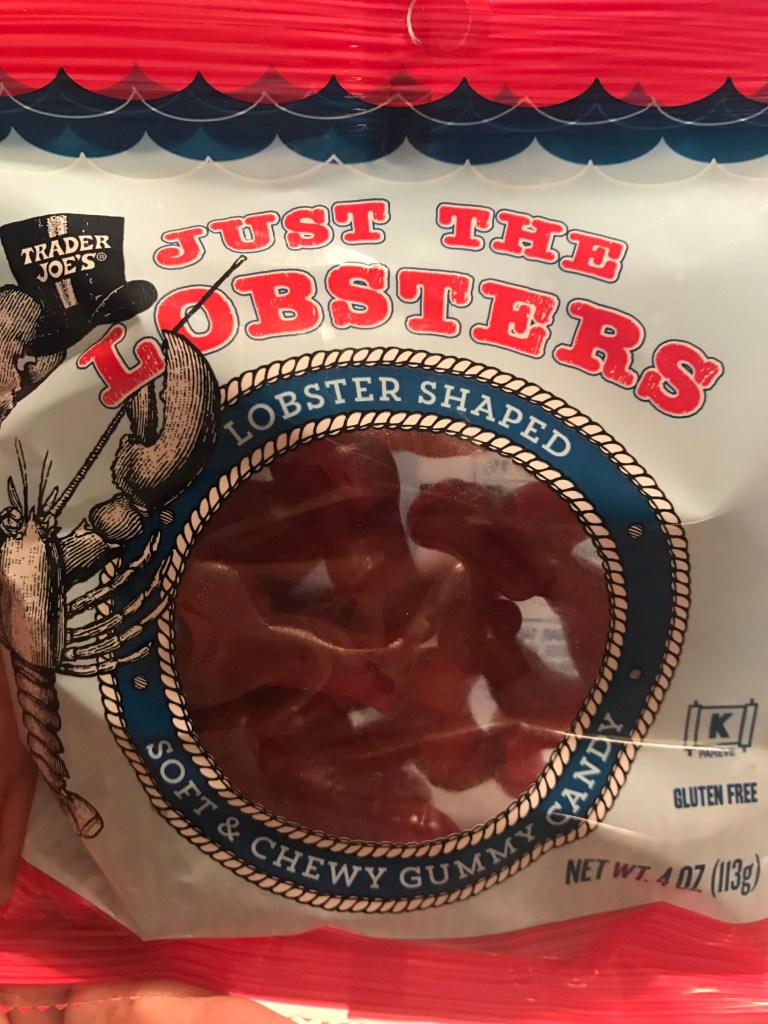 TRADER
JOE'S®
JUST THE
LOBSTERS
LOBSTER SHAPED
SOFT & CHEWY GUMMY CANDY
K
PAREVE
GLUTEN FREE
NET WT. 4 OZ (113g)